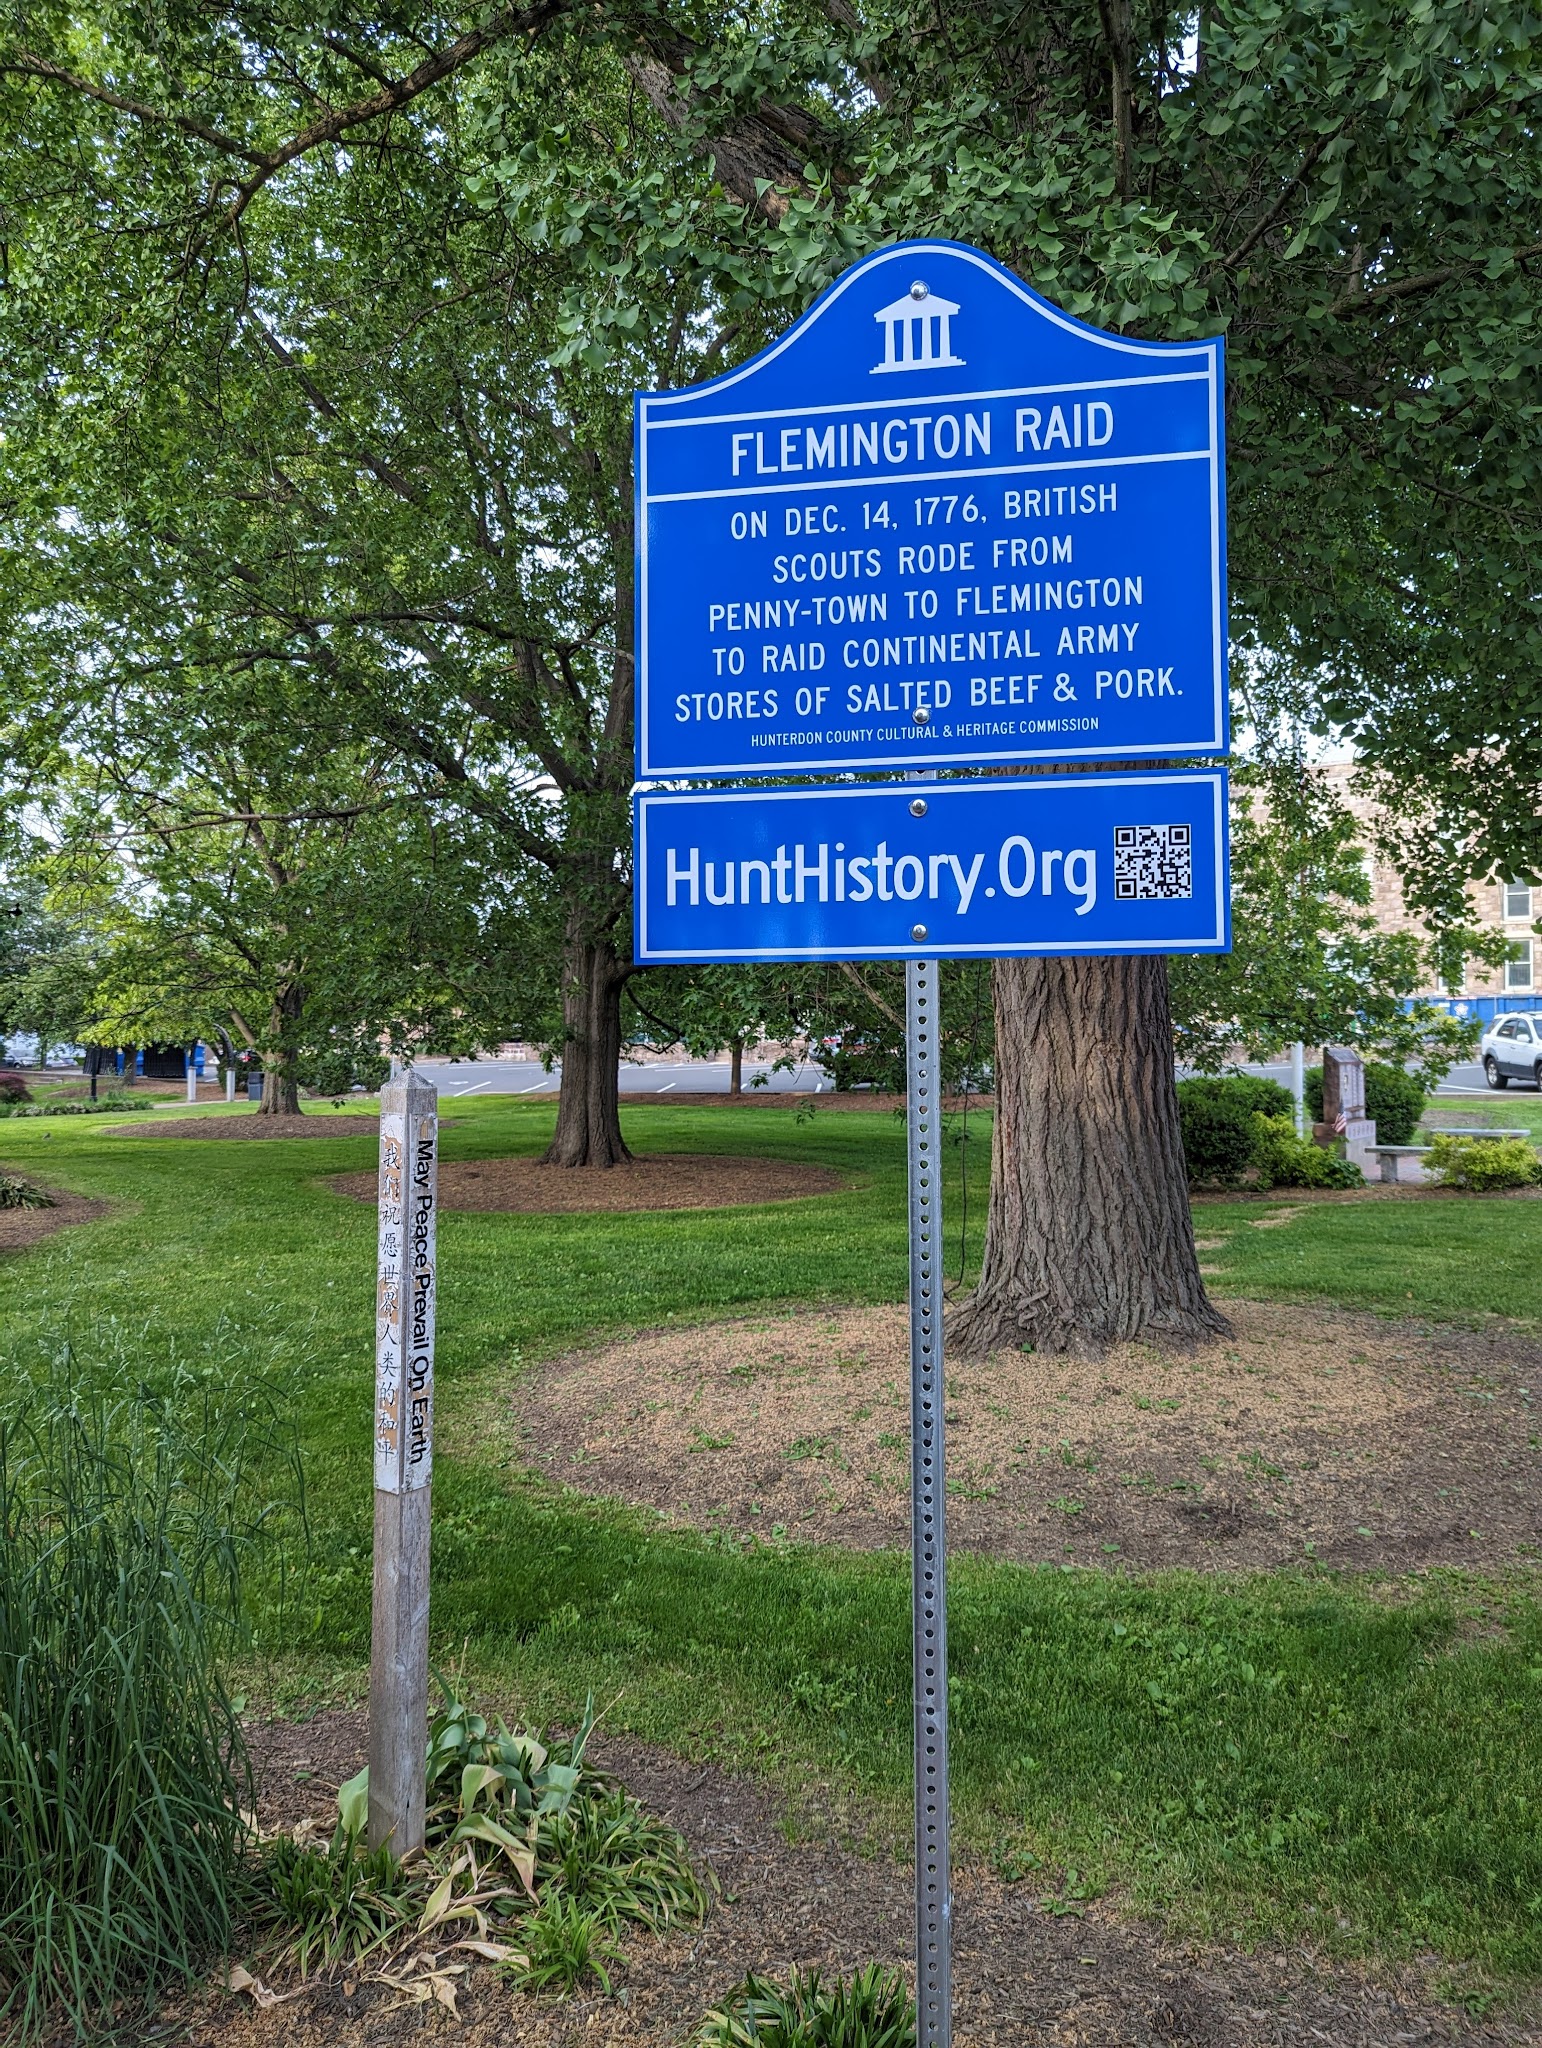 FLEMINGTON RAID
ON DEC. 14, 1776, BRITISH
SCOUTS RODE FROM
PENNY-TOWN TO FLEMINGTON
TO RAID CONTINENTAL ARMY
STORES OF SALTED BEEF & PORK.
HUNTERDON COUNTY CULTURAL & HERITAGE COMMISSION
HuntHistory.Org
我们祝愿世界人类的和平
May Peace Prevail On Earth